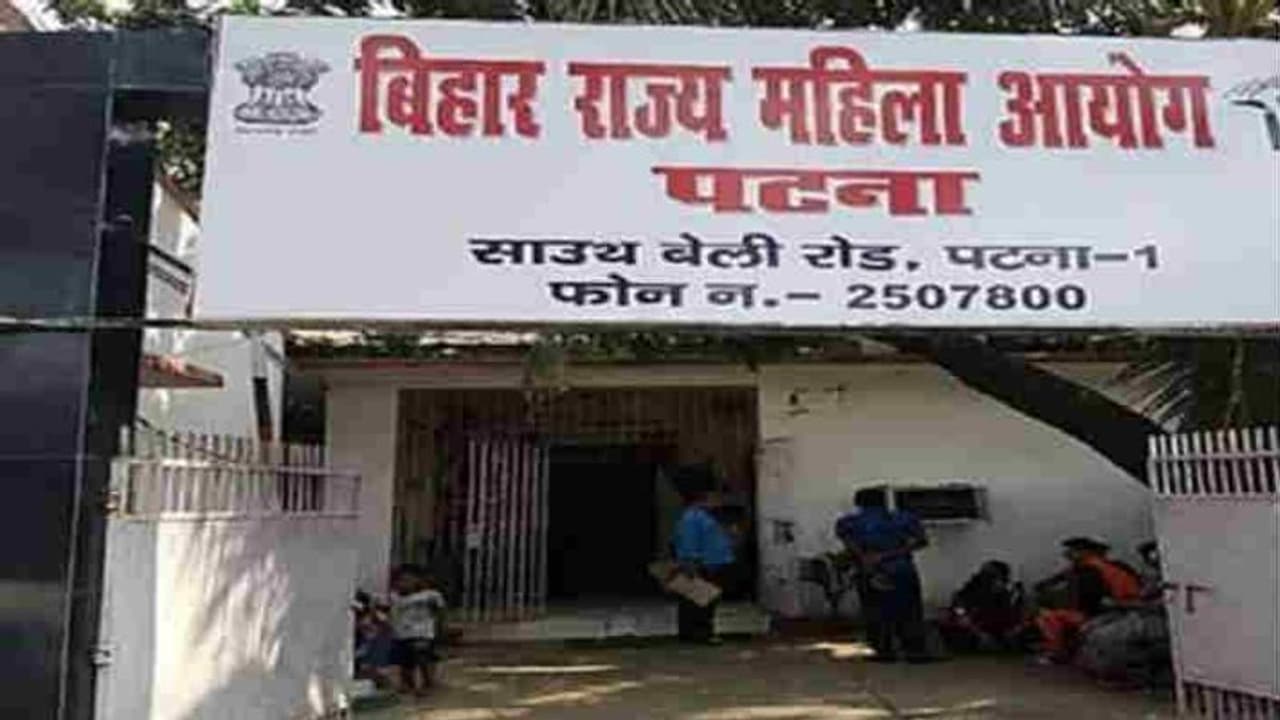 बिहार राज्य महिला आयोग
पटना
साउथ बेली रोड, पटना-1
फोन न.- 2507800